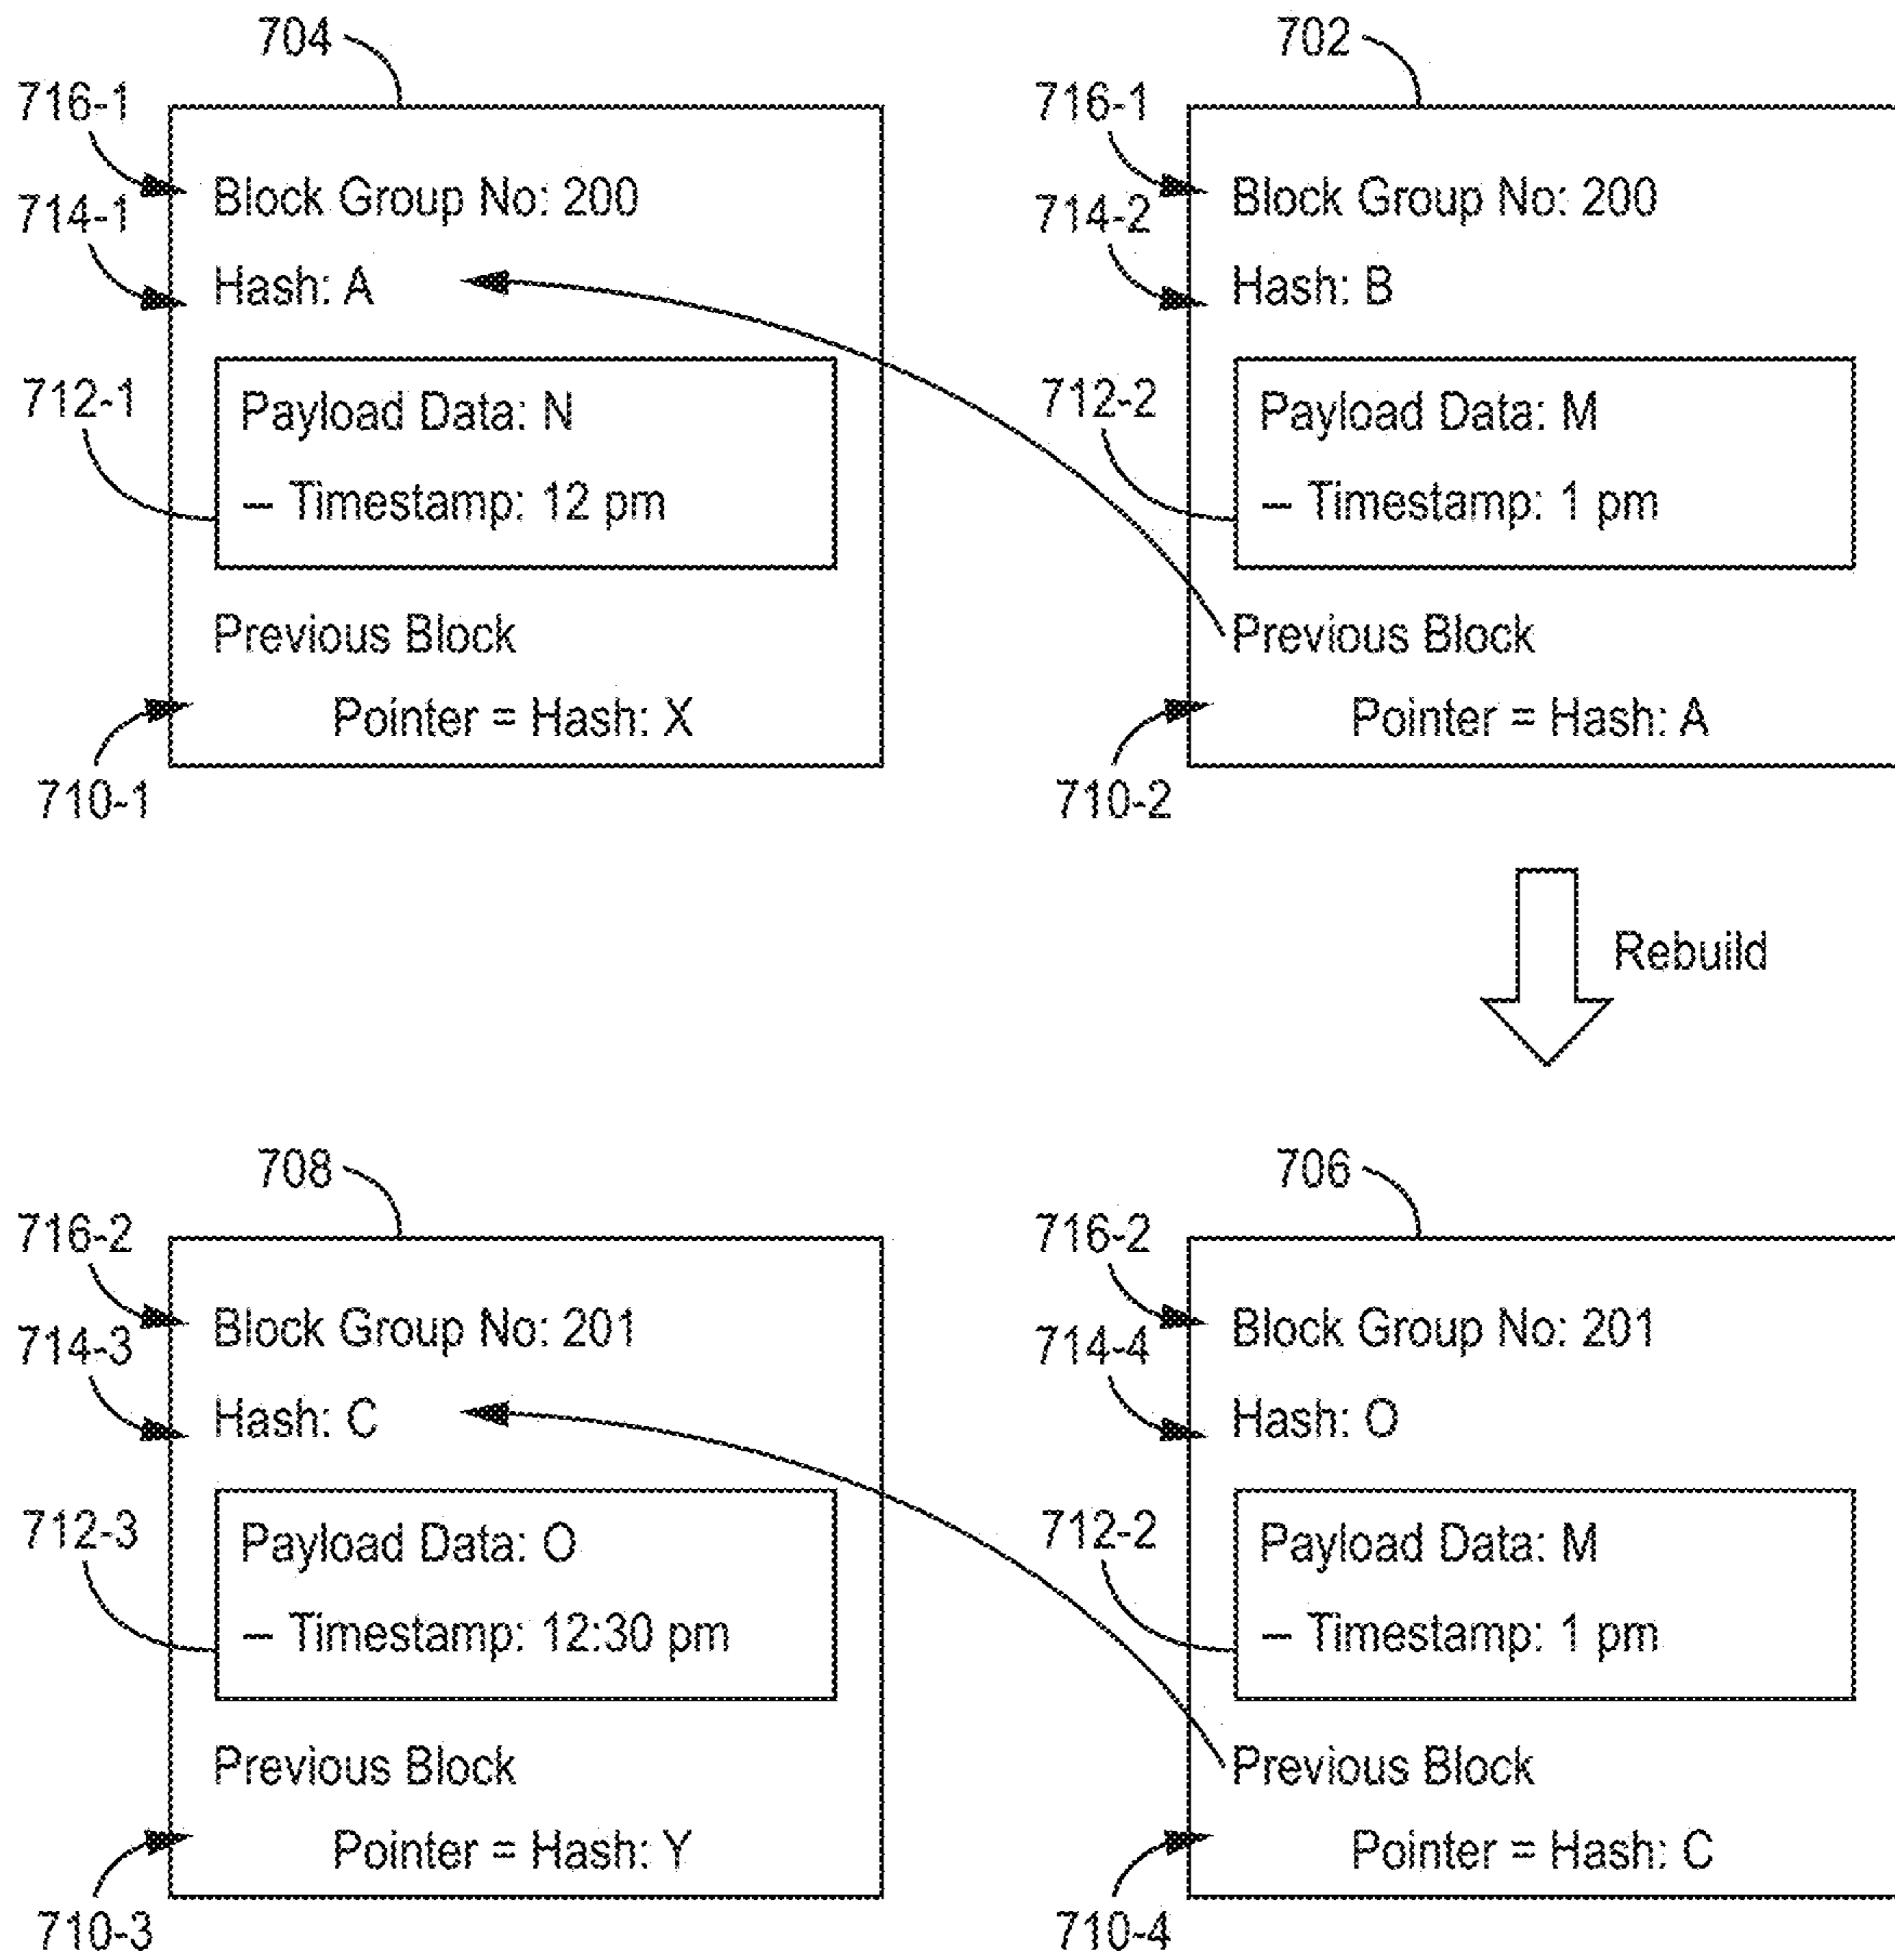 704
716-1
Block Group No: 200
714-1
Hash: A
712-1
Payload Data: N
– Timestamp: 12 pm
Previous Block
Pointer = Hash: X
710-1
702
716-1
Block Group No: 200
714-2
Hash: B
712-2
Payload Data: M
– Timestamp: 1 pm
Previous Block
Pointer = Hash: A
710-2
Rebuild
708
716-2
Block Group No: 201
714-3
Hash: C
712-3
Payload Data: O
– Timestamp: 12:30 pm
Previous Block
Pointer = Hash: Y
710-3
706
716-2
Block Group No: 201
714-4
Hash: O
712-2
Payload Data: M
– Timestamp: 1 pm
Previous Block
Pointer = Hash: C
710-4